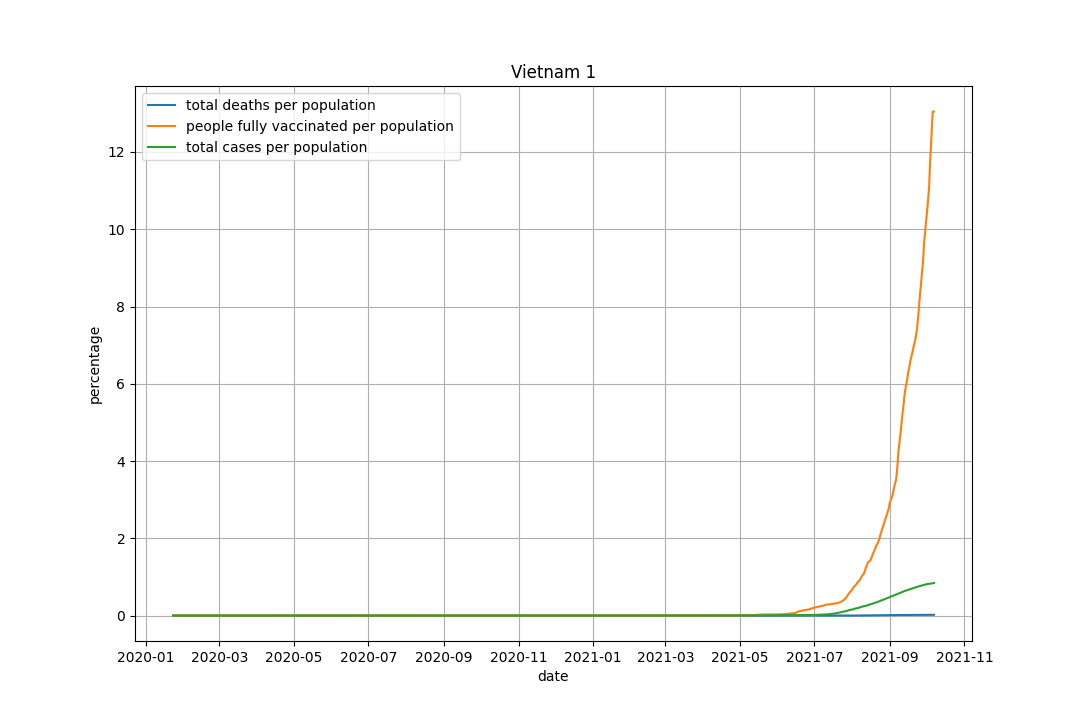 Vietnam 1
total deaths per population
people fully vaccinated per population
total cases per population
percentage
12
10
8
6
4
2
0
2020-01 2020-03 2020-05 2020-07 2020-09 2020-11 2021-01 2021-03 2021-05 2021-07 2021-09 2021-11
date